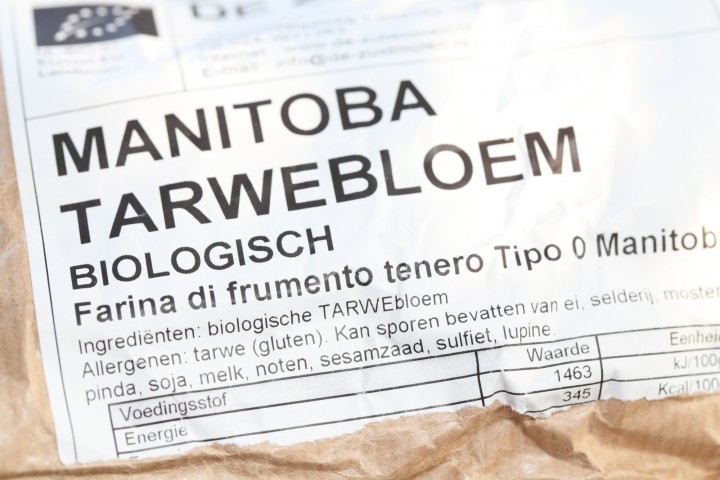 MANITOBA
TARWEBLOEM
BIOLOGISCH
Farina di frumento tenero Tipo 0 Manitob
Ingrediënten: biologische TARWEbloem
Allergenen: tarwe (gluten). Kan sporen bevatten van ei, selderij, moster
pinda, soja, melk, noten, sesamzaad, sulfiet, lupine.
Voedingsstof Waarde Eenhei
Energie 1463 kJ/100g
345 Kcal/100